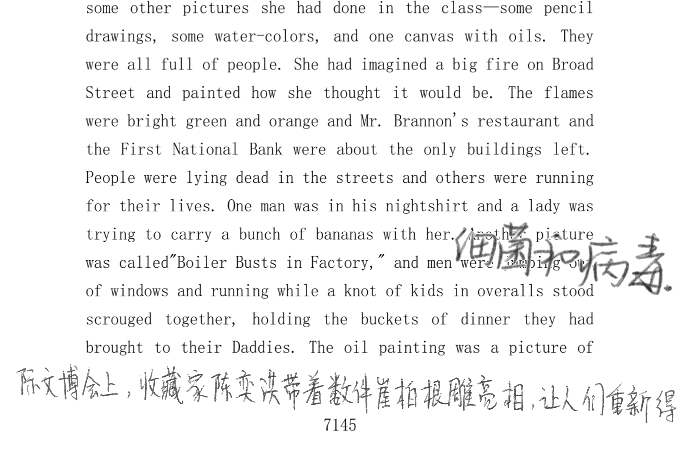 some other pictures she had done in the class—some pencil
drawings, some water-colors, and one canvas with oils. They
were all full of people. She had imagined a big fire on Broad
Street and painted how she thought it would be. The flames
were bright green and orange and Mr. Brannon's restaurant and
the First National Bank were about the only buildings left.
People were lying dead in the streets and others were running
for their lives. One man was in his nightshirt and a lady was
trying to carry a bunch of bananas with her. Another picture
was called"Boiler Busts in Factory," and men were
of windows and running while a knot of kids in overalls stood
scrouged together, holding the buckets of dinner they had
brought to their Daddies. The oil painting was a picture of
细菌和病毒.
际文博会上,收藏家陈奕洪带着数件崖柏根雕亮相,让人们重新得
7145